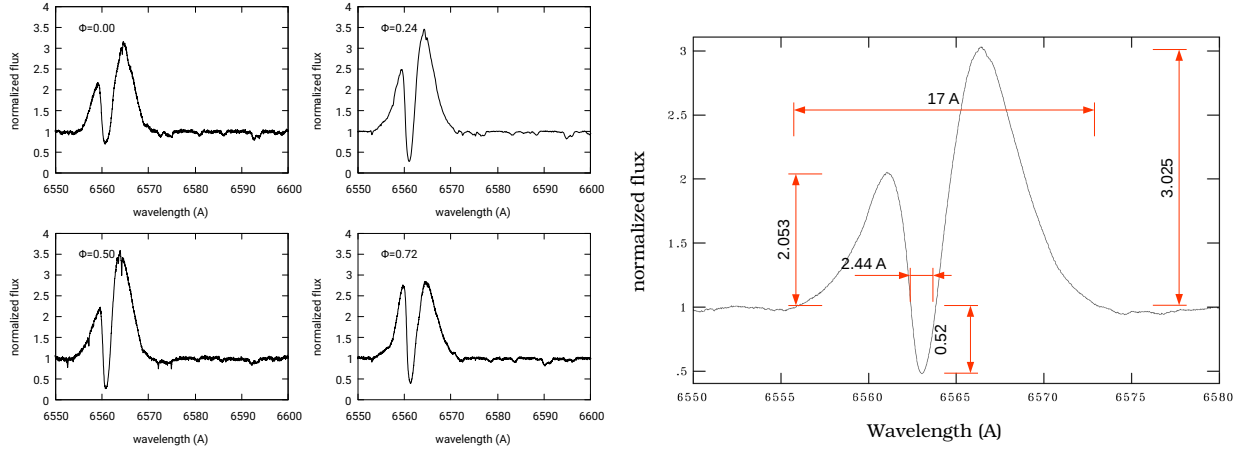 4
3.5
3
2.5
2
1.5
1
0.5
0
Φ=0.00
normalized flux
6550 6560 6570 6580 6590 6600
wavelength (A)
4
3.5
3
2.5
2
1.5
1
0.5
0
Φ=0.24
normalized flux
6550 6560 6570 6580 6590 6600
wavelength (A)
4
3.5
3
2.5
2
1.5
1
0.5
0
Φ=0.50
normalized flux
6550 6560 6570 6580 6590 6600
wavelength (A)
4
3.5
3
2.5
2
1.5
1
0.5
0
Φ=0.72
normalized flux
6550 6560 6570 6580 6590 6600
wavelength (A)
3
2.5
2
1.5
1
.5
normalized flux
17 A
3.025
2.053
2.44 A
0.52
6550 6555 6560 6565 6570 6575 6580
Wavelength (A)